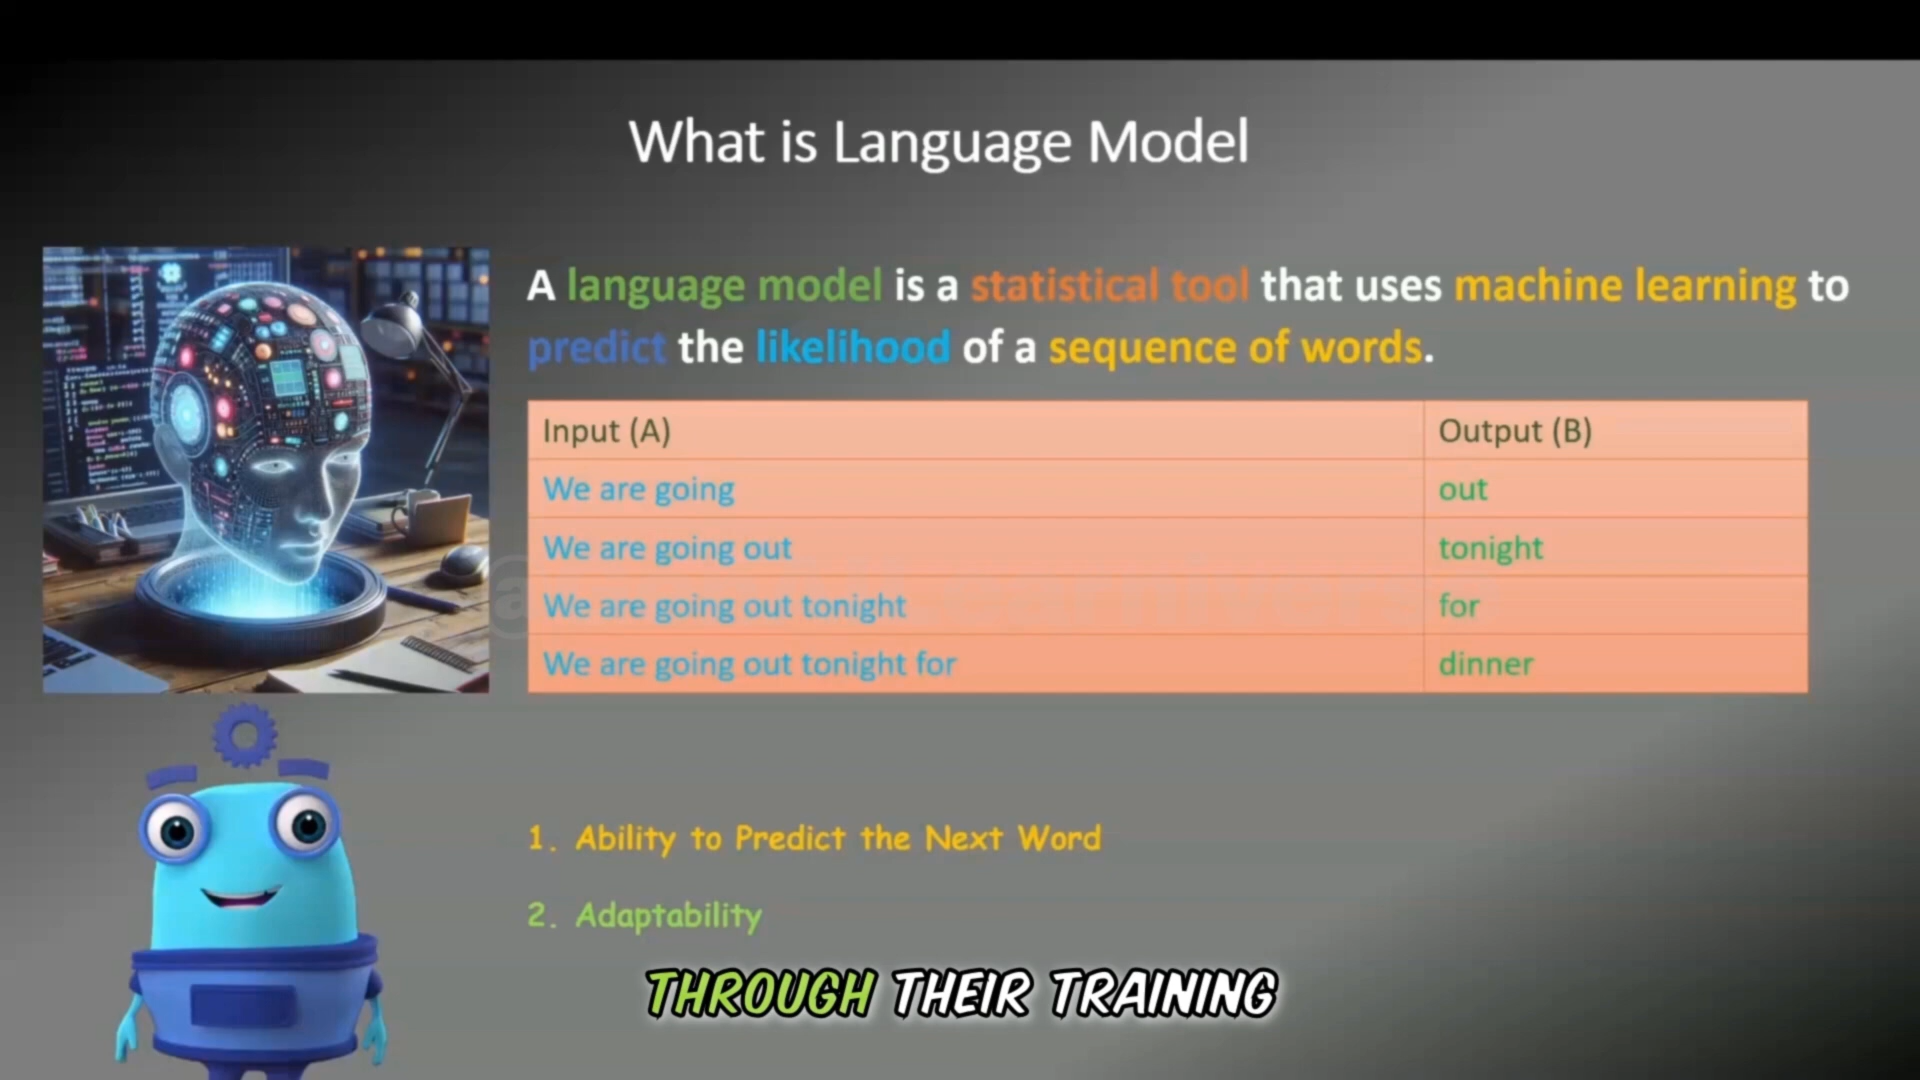 What is Language Model
A language model is a statistical tool that uses machine learning to
predict the likelihood of a sequence of words.
Input (A) Output (B)
We are going out
We are going out tonight
We are going out tonight for
We are going out tonight for dinner
1. Ability to Predict the Next Word
2. Adaptability
THROUGH THEIR TRAINING